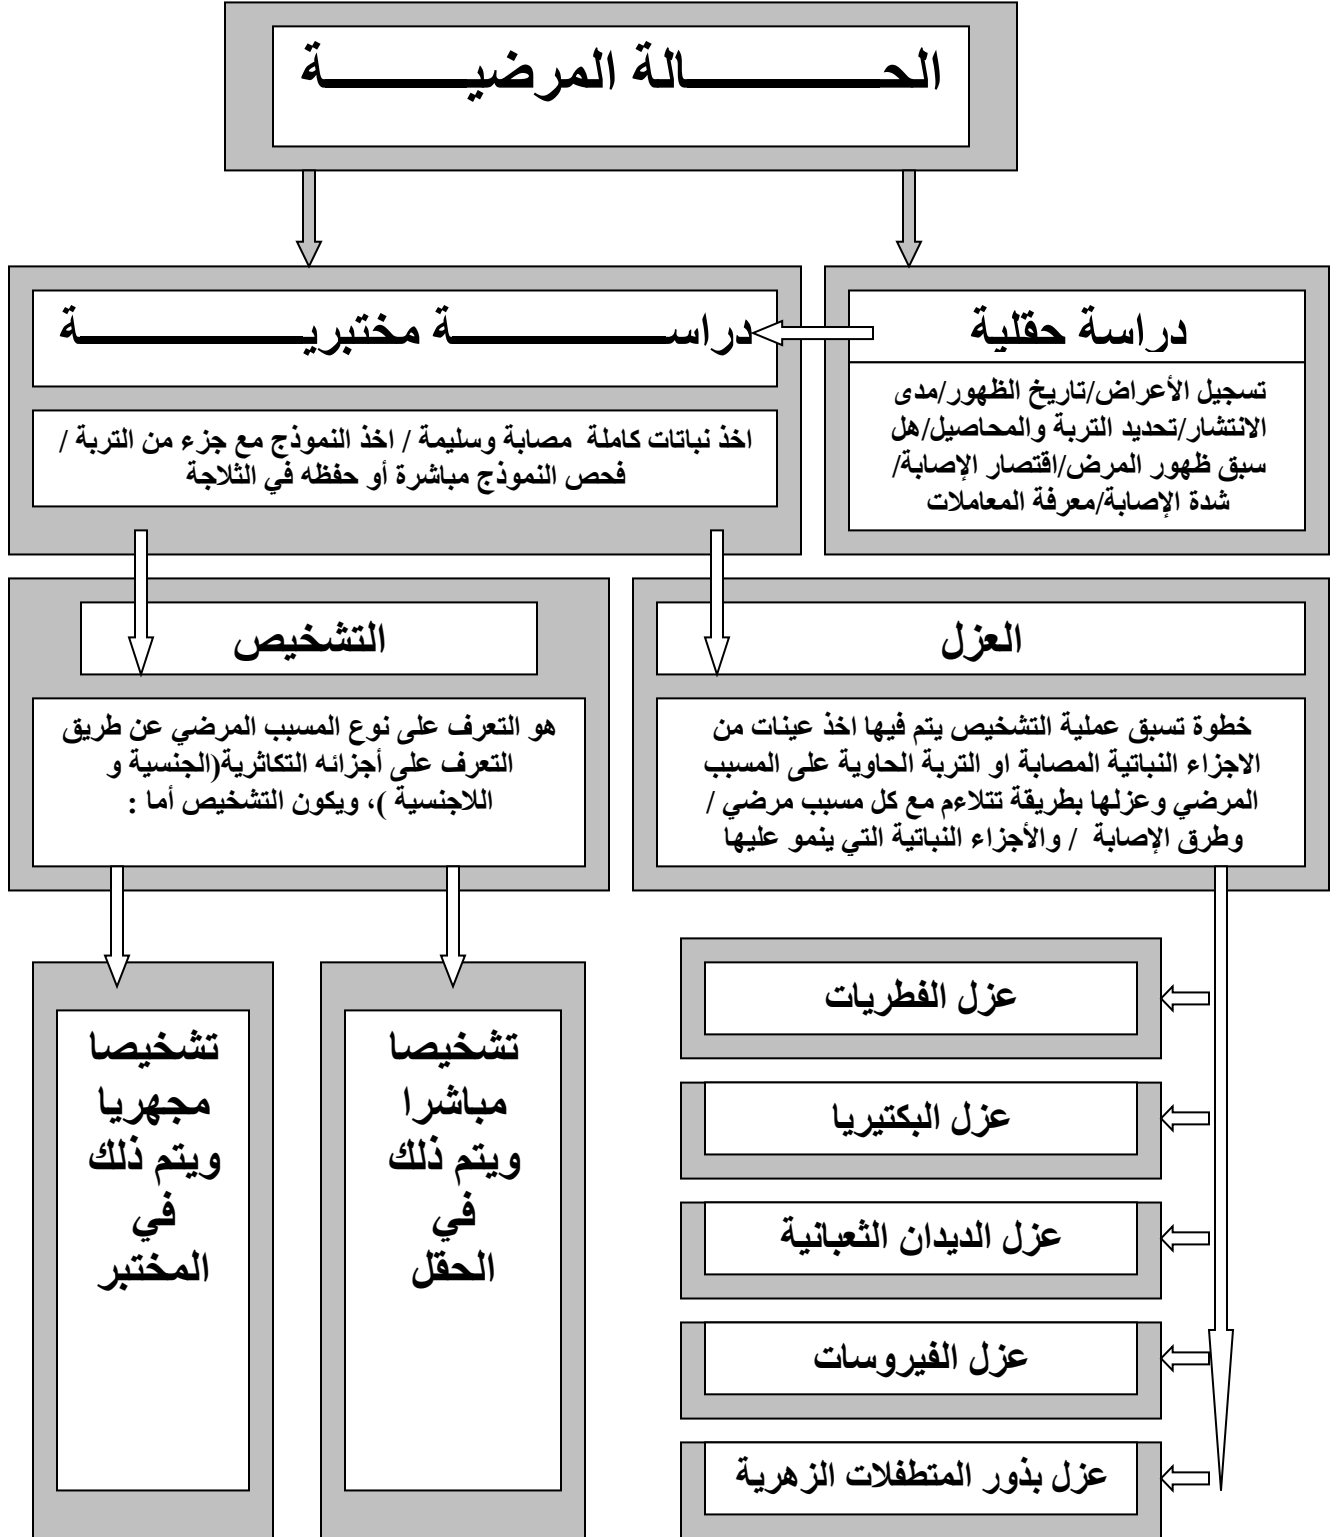 الحالة المرضية
دراسة حقلية
تسجيل الأعراض/تاريخ الظهور/مدى
الانتشار/تحديد التربة والمحاصيل/هل
سبق ظهور المرض/اقتصار الإصابة/
شدة الإصابة/معرفة المعاملات
دراســـــــة مختبريـــــــة
اخذ نباتات كاملة مصابة وسليمة / اخذ النموذج مع جزء من التربة /
فحص النموذج مباشرة أو حفظه في الثلاجة
العزل
خطوة تسبق عملية التشخيص يتم فيها اخذ عينات من
الاجزاء النباتية المصابة او التربة الحاوية على المسبب
المرضي وعزلها بطريقة تتلاءم مع كل مسبب مرضي /
وطرق الإصابة / والأجزاء النباتية التي ينمو عليها
التشخيص
هو التعرف على نوع المسبب المرضي عن طريق
التعرف على أجزائه التكاثرية(الجنسية و
اللاجنسية )، ويكون التشخيص أما :
عزل الفطريات
عزل البكتيريا
عزل الديدان الثعبانية
عزل الفيروسات
عزل بذور المتطفلات الزهرية
تشخيصا
مباشرا
ويتم ذلك
في
الحقل
تشخيصا
مجهريا
ويتم ذلك
في
المختبر